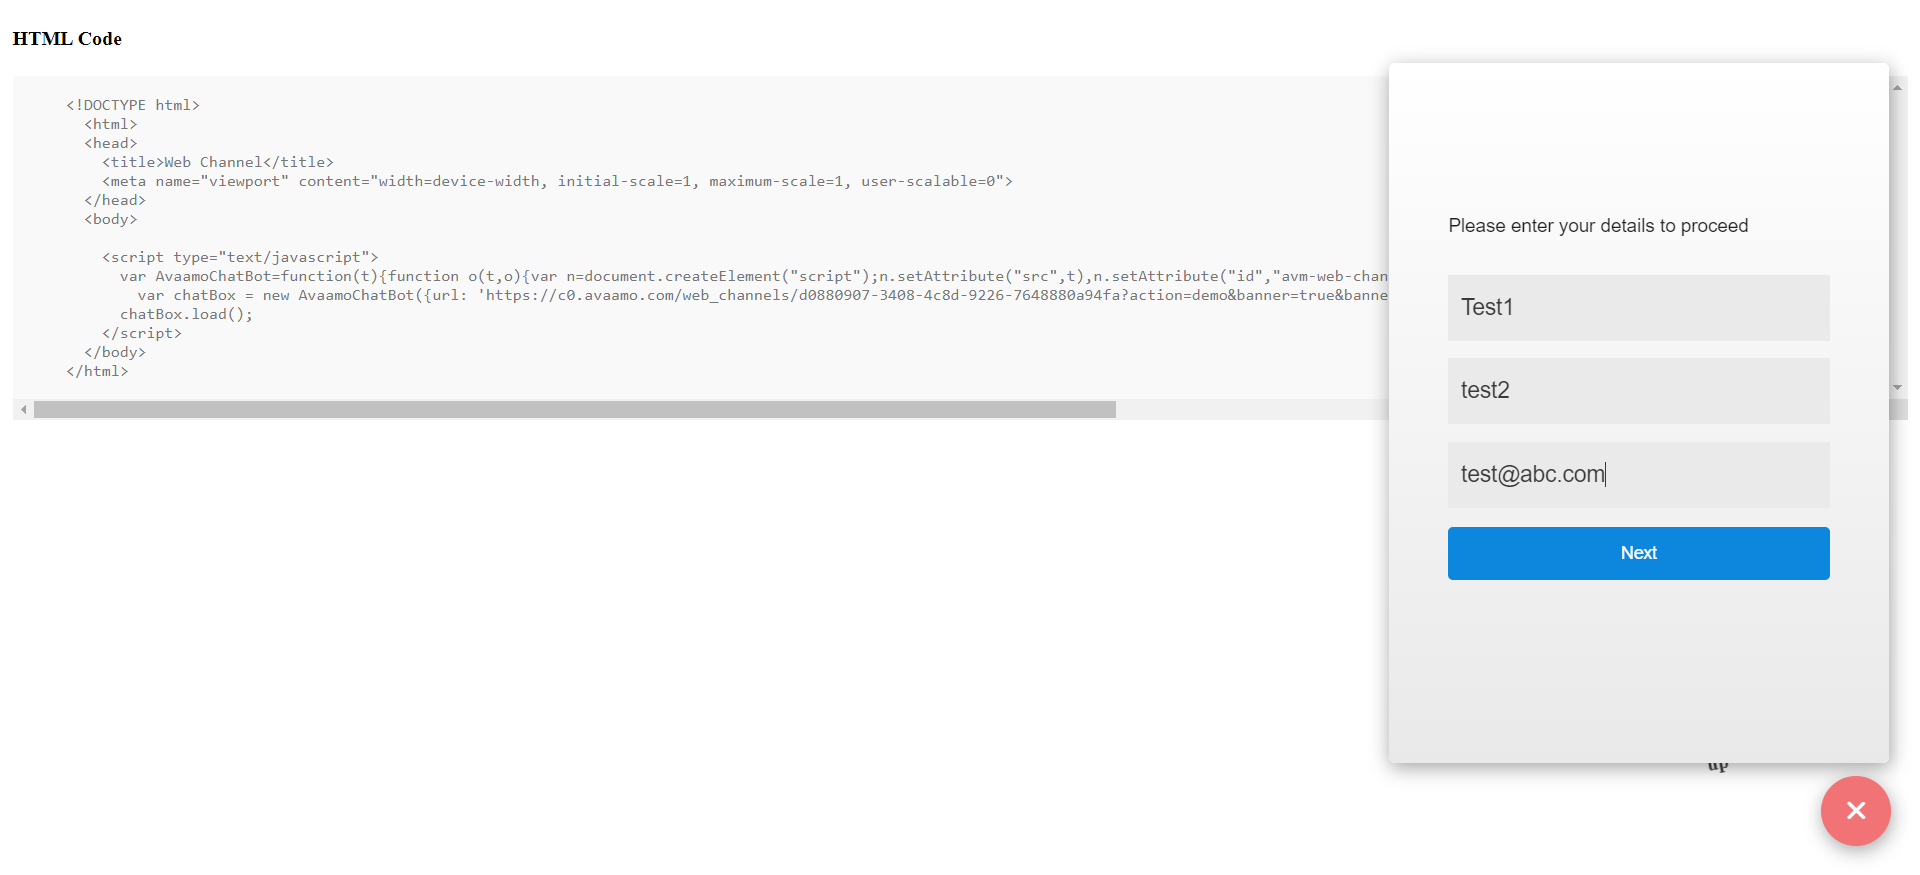 HTML Code
<!DOCTYPE html>
<html>
<head>
<title>Web Channel</title>
<meta name="viewport" content="width=device-width, initial-scale=1, maximum-scale=1, user-scalable=0">
</head>
<body>
<script type="text/javascript">
var AvaamoChatBot=function(t){function o(t,o){var n=document.createElement("script");n.setAttribute("src",t),n.setAttribute("id","avm-web-chan
var chatBox = new AvaamoChatBot({url: 'https://c0.avaamo.com/web_channels/d0880907-3408-4c8d-9226-7648880a94fa?action=demo&banner=true&banne
chatBox.load();
</script>
</body>
</html>
Please enter your details to proceed
Test1
test2
test@abc.com
Next
up